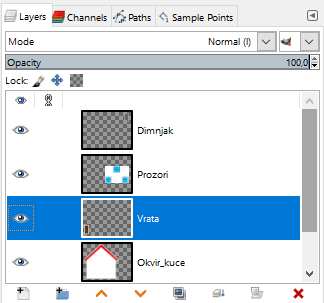 Layers Channels Paths Sample Points
Mode Normal (l)
Opacity 100,0
Lock:
Dimnjak
Prozori
Vrata
Okvir_kuce